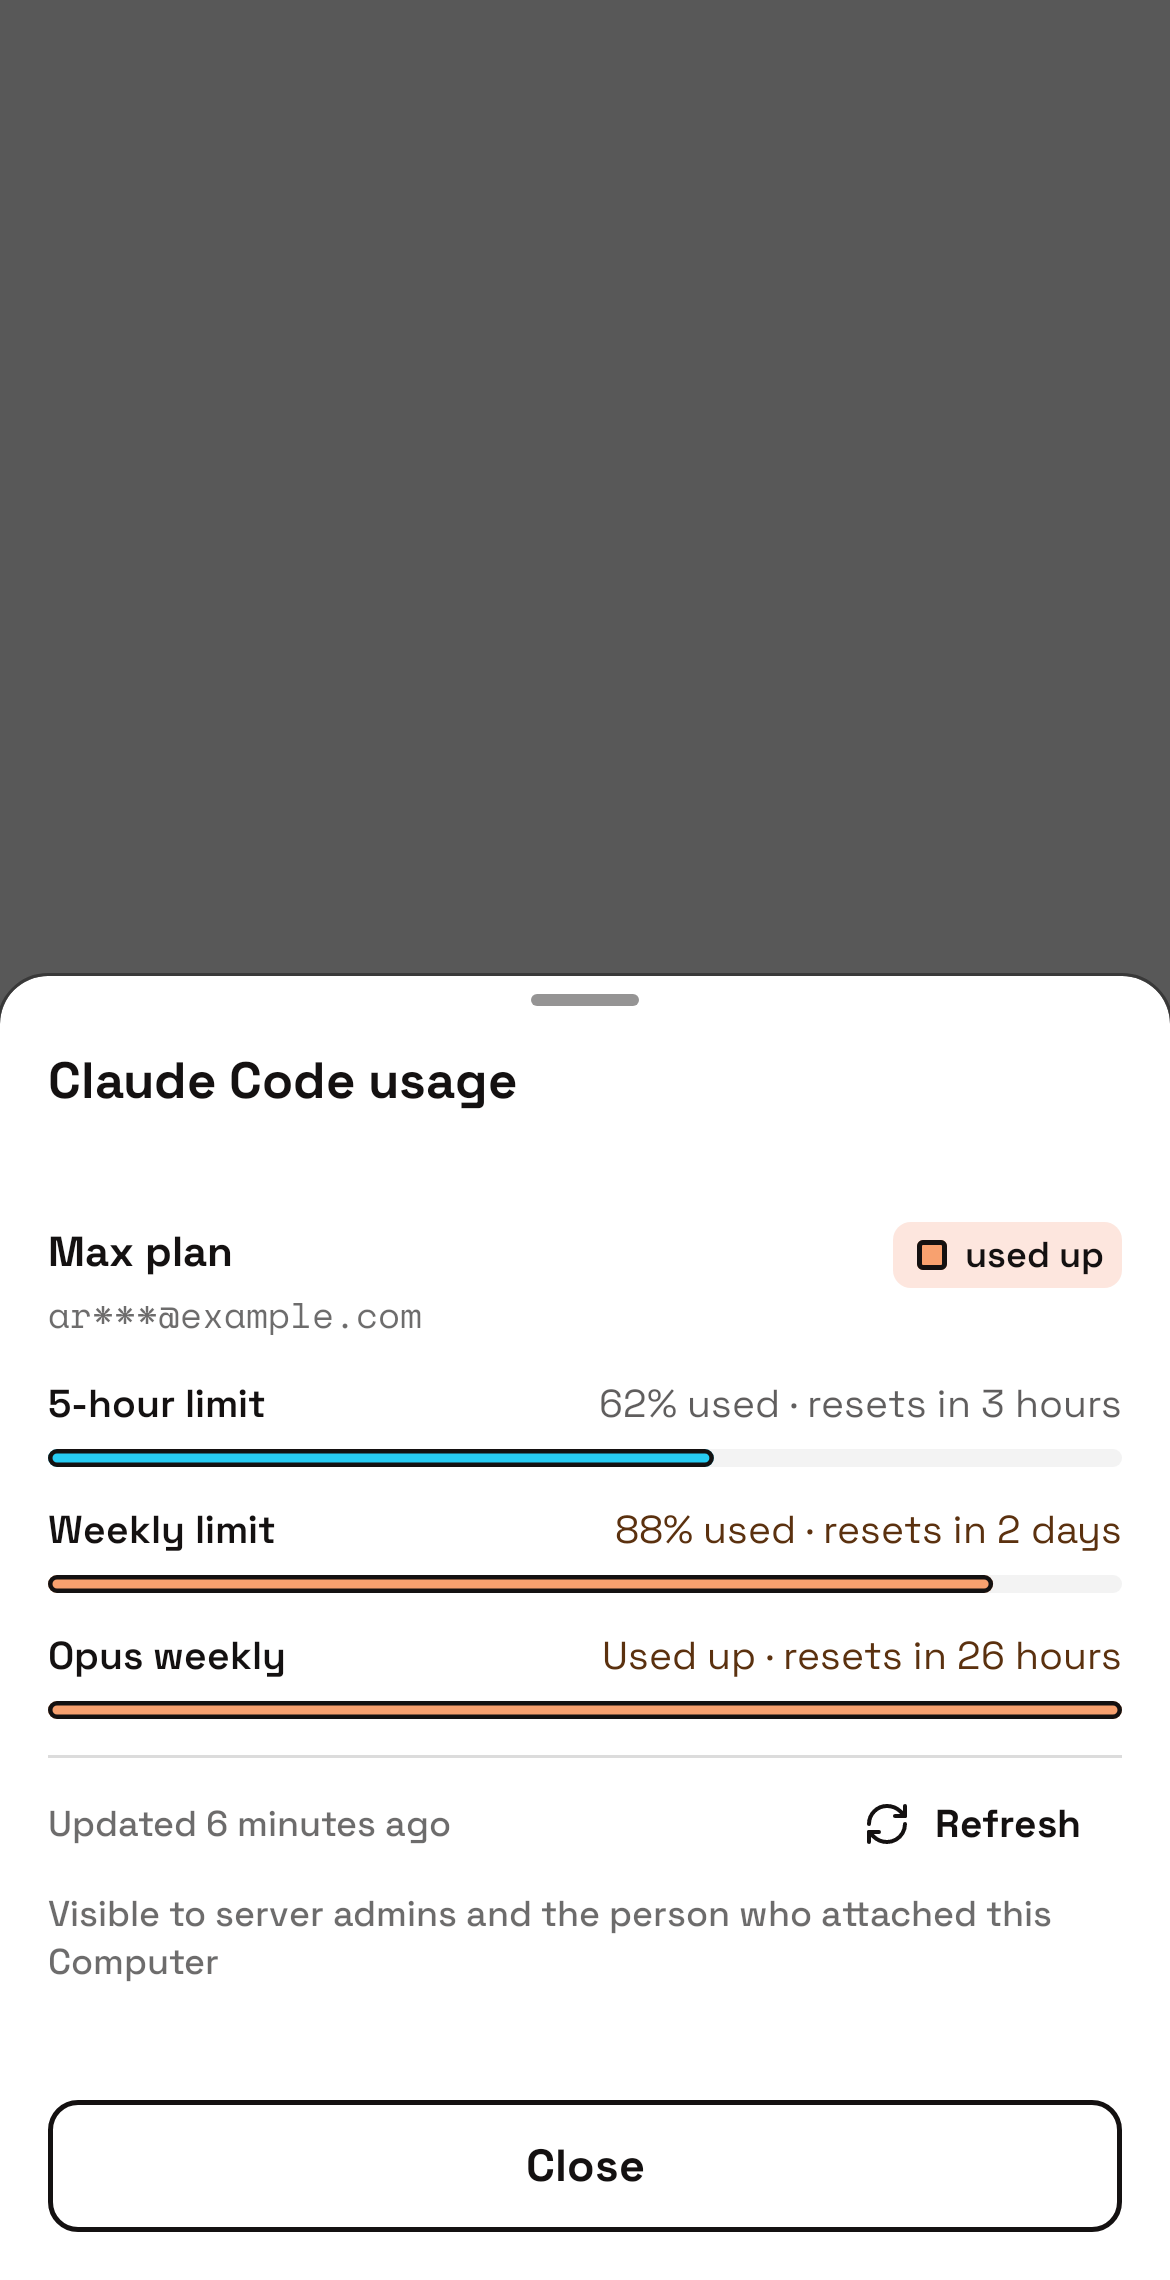 Claude Code usage
Max plan
used up
ar***@example.com
5-hour limit
62% used · resets in 3 hours
Weekly limit
88% used · resets in 2 days
Opus weekly
Used up · resets in 26 hours
Updated 6 minutes ago
Refresh
Visible to server admins and the person who attached this
Computer
Close